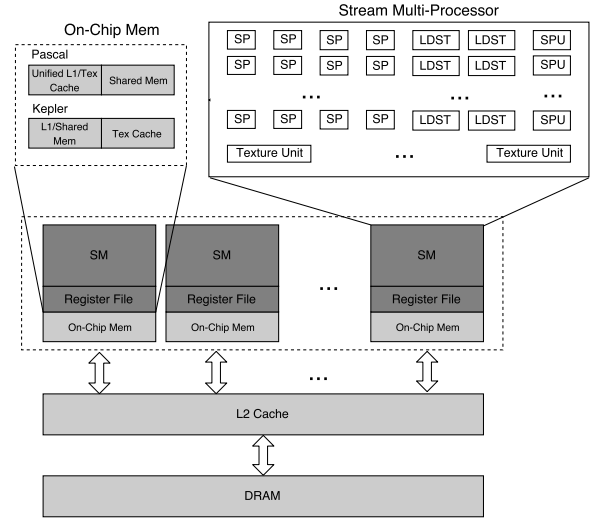 Stream Multi-Processor
On-Chip Mem
Pascal
Unified L1/Tex Cache
Shared Mem
Kepler
L1/Shared Mem
Tex Cache
SP SP SP SP LDST LDST SPU
SP SP SP SP LDST LDST SPU
... ... ...
SP SP SP SP LDST LDST SPU
Texture Unit ... Texture Unit
SM SM SM
...
Register File Register File Register File
On-Chip Mem On-Chip Mem On-Chip Mem
...
L2 Cache
DRAM